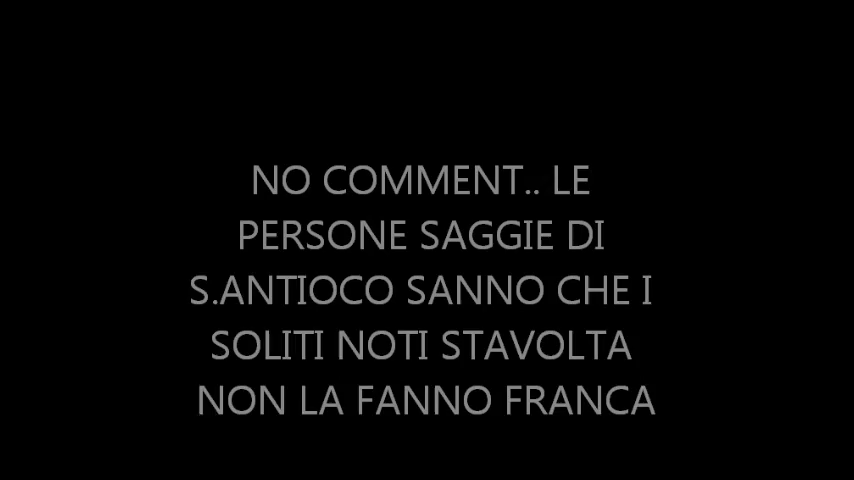 NO COMMENT.. LE
PERSONE SAGGIE DI
S.ANTIOCO SANNO CHE I
SOLITI NOTI STAVOLTA
NON LA FANNO FRANCA